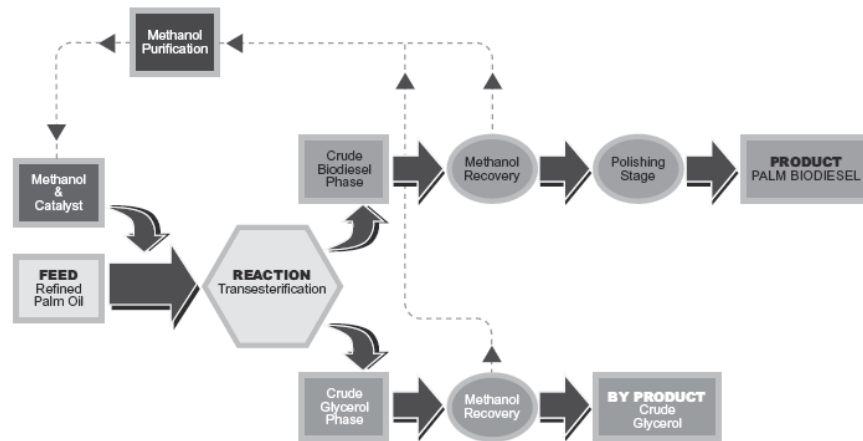 Methanol
Purification
Methanol
&
Catalyst
FEED
Refined
Palm Oil
REACTION
Transesterification
Crude
Biodiesel
Phase
Methanol
Recovery
Polishing
Stage
PRODUCT
PALM BIODIESEL
Crude
Glycerol
Phase
Methanol
Recovery
BY PRODUCT
Crude
Glycerol